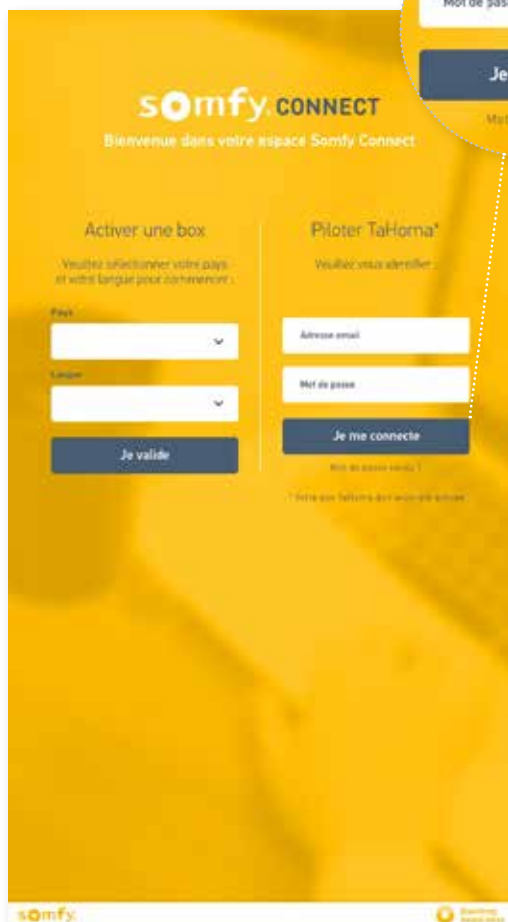 Mot de pas
Je
somfy. CONNECT
Bienvenue dans votre espace Somfy Connect
Activer une box
Veuillez sélectionner votre pays
et votre langue pour commencer :
Pays
Langue
Je valide
Piloter TaHoma*
Veuillez vous identifier :
Adresse email
Mot de passe
Je me connecte
Mot de passe perdu ?
somfy.